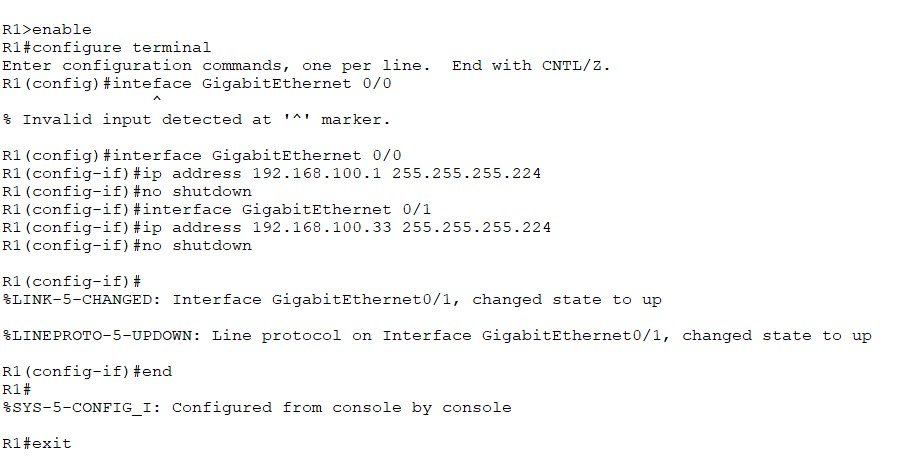 R1>enable
R1#configure terminal
Enter configuration commands, one per line.  End with CNTL/Z.
R1(config)#inteface GigabitEthernet 0/0
               ^
% Invalid input detected at '^' marker.

R1(config)#interface GigabitEthernet 0/0
R1(config-if)#ip address 192.168.100.1 255.255.255.224
R1(config-if)#no shutdown
R1(config-if)#interface GigabitEthernet 0/1
R1(config-if)#ip address 192.168.100.33 255.255.255.224
R1(config-if)#no shutdown

R1(config-if)#
%LINK-5-CHANGED: Interface GigabitEthernet0/1, changed state to up

%LINEPROTO-5-UPDOWN: Line protocol on Interface GigabitEthernet0/1, changed state to up

R1(config-if)#end
R1#
%SYS-5-CONFIG_I: Configured from console by console

R1#exit